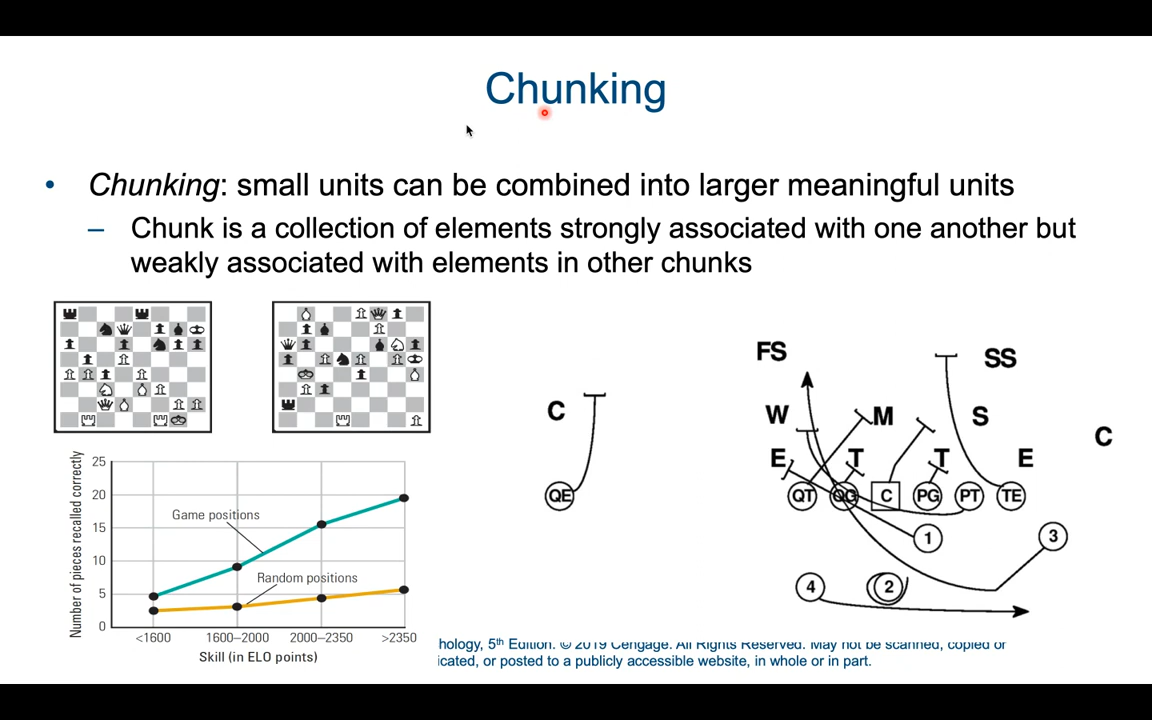 Chunking
• Chunking: small units can be combined into larger meaningful units
– Chunk is a collection of elements strongly associated with one another but
weakly associated with elements in other chunks
Number of pieces recalled correctly
25
20
15
10
5
0
Game positions
Random positions
<1600 1600–2000 2000–2350 >2350
Skill (in ELO points)
FS SS
C W M S C
E T T E
QE QT QG C PG PT TE
1 3
4 2
hology, 5th Edition. © 2019 Cengage. All Rights Reserved. May not be scanned, copied or
icated, or posted to a publicly accessible website, in whole or in part.